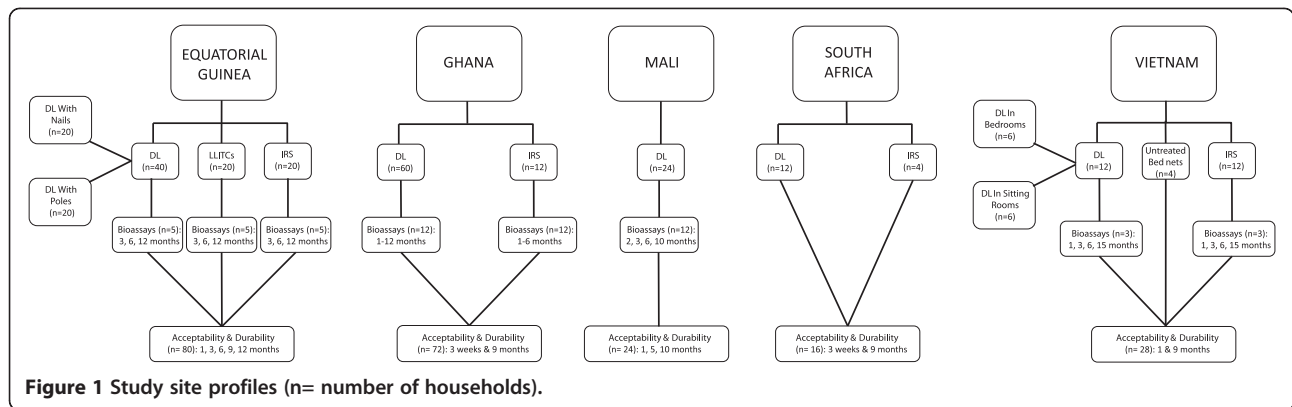 EQUATORIAL
GUINEA
DL With
Nails
(n=20)
DL With
Poles
(n=20)
DL
(n=40)
LLITCs
(n=20)
IRS
(n=20)
Bioassays (n=5):
3, 6, 12 months
Bioassays (n=5):
3, 6, 12 months
Bioassays (n=5):
3, 6, 12 months
Acceptability & Durability
(n= 80): 1, 3, 6, 9, 12 months
GHANA
DL
(n=60)
IRS
(n=12)
Bioassays (n=12):
1-12 months
Bioassays (n=12):
1-6 months
Acceptability & Durability
(n= 72): 3 weeks & 9 months
MALI
DL
(n=24)
Bioassays (n=12):
2, 3, 6, 10 months
Acceptability & Durability
(n= 24): 1, 5, 10 months
SOUTH
AFRICA
DL
(n=12)
IRS
(n=4)
Acceptability & Durability
(n= 16): 3 weeks & 9 months
VIETNAM
DL In
Bedrooms
(n=6)
DL In Sitting
Rooms
(n=6)
DL
(n=12)
Untreated
Bed nets
(n=4)
IRS
(n=12)
Bioassays (n=3):
1, 3, 6, 15 months
Bioassays (n=3):
1, 3, 6, 15 months
Acceptability & Durability
(n= 28): 1 & 9 months
Figure 1 Study site profiles (n= number of households).